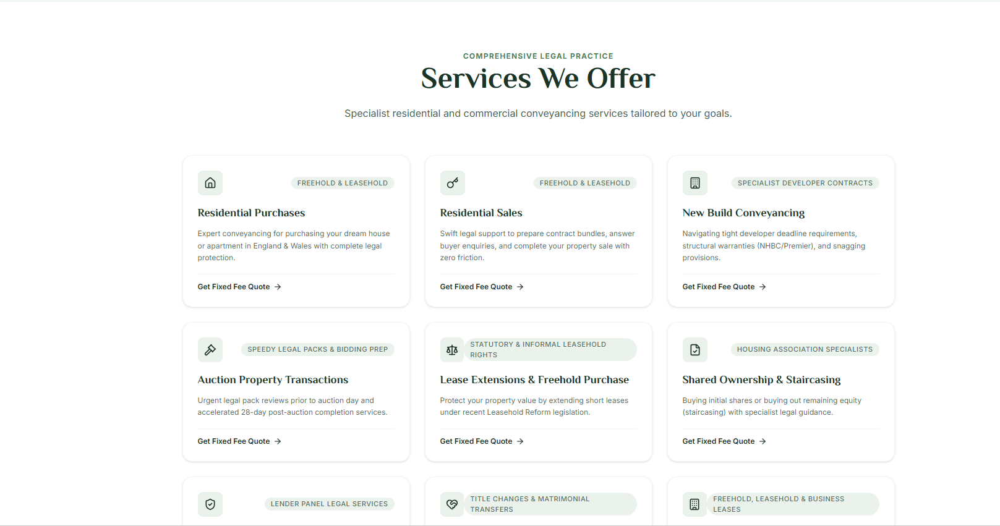 COMPREHENSIVE LEGAL PRACTICE
Services We Offer
Specialist residential and commercial conveyancing services tailored to your goals.
FREEHOLD & LEASEHOLD
Residential Purchases
Expert conveyancing for purchasing your dream house
or apartment in England & Wales with complete legal
protection.
Get Fixed Fee Quote →
FREEHOLD & LEASEHOLD
Residential Sales
Swift legal support to prepare contract bundles, answer
buyer enquiries, and complete your property sale with
zero friction.
Get Fixed Fee Quote →
SPECIALIST DEVELOPER CONTRACTS
New Build Conveyancing
Navigating tight developer deadline requirements,
structural warranties (NHBC/Premier), and snagging
provisions.
Get Fixed Fee Quote →
SPEEDY LEGAL PACKS & BIDDING PREP
Auction Property Transactions
Urgent legal pack reviews prior to auction day and
accelerated 28-day post-auction completion services.
Get Fixed Fee Quote →
STATUTORY & INFORMAL LEASEHOLD
RIGHTS
Lease Extensions & Freehold Purchase
Protect your property value by extending short leases
under recent Leasehold Reform legislation.
Get Fixed Fee Quote →
HOUSING ASSOCIATION SPECIALISTS
Shared Ownership & Staircasing
Buying initial shares or buying out remaining equity
(staircasing) with specialist legal guidance.
Get Fixed Fee Quote →
LENDER PANEL LEGAL SERVICES
TITLE CHANGES & MATRIMONIAL
TRANSFERS
FREEHOLD, LEASEHOLD & BUSINESS
LEASES